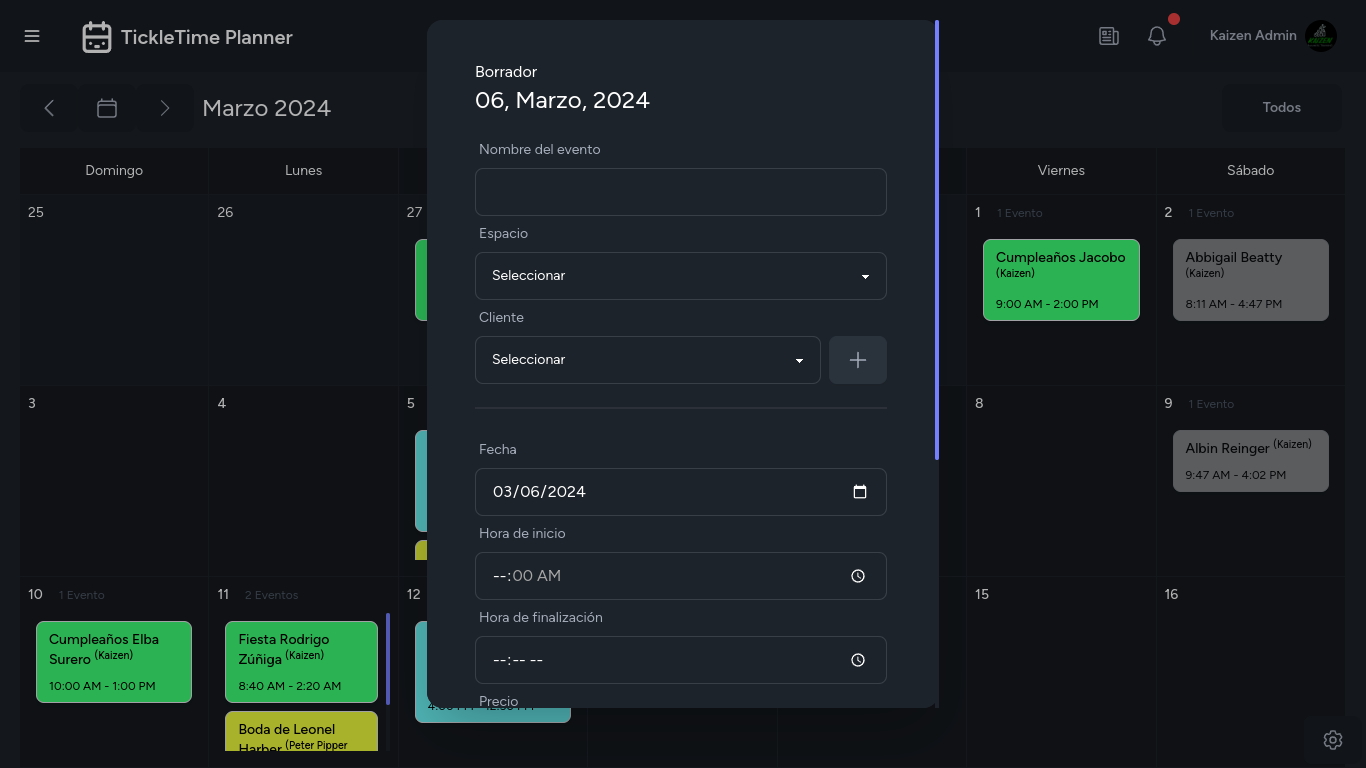 TickleTime Planner
Kaizen Admin
Marzo 2024
Todos
Domingo
Lunes
Viernes
Sábado
25
26
27
1
1 Evento
Cumpleaños Jacobo
(Kaizen)
9:00 AM - 2:00 PM
2
1 Evento
Abbigail Beatty
(Kaizen)
8:11 AM - 4:47 PM
3
4
5
8
9
1 Evento
Albin Reinger (Kaizen)
9:47 AM - 4:02 PM
10
1 Evento
Cumpleaños Elba
Surero (Kaizen)
10:00 AM - 1:00 PM
11
2 Eventos
Fiesta Rodrigo
Zúñiga (Kaizen)
8:40 AM - 2:20 AM
Boda de Leonel
Harber (Peter Pipper
12
15
16
Borrador
06, Marzo, 2024
Nombre del evento
Espacio
Seleccionar
Cliente
Seleccionar
Fecha
03/06/2024
Hora de inicio
--:00 AM
Hora de finalización
--:-- --
Precio